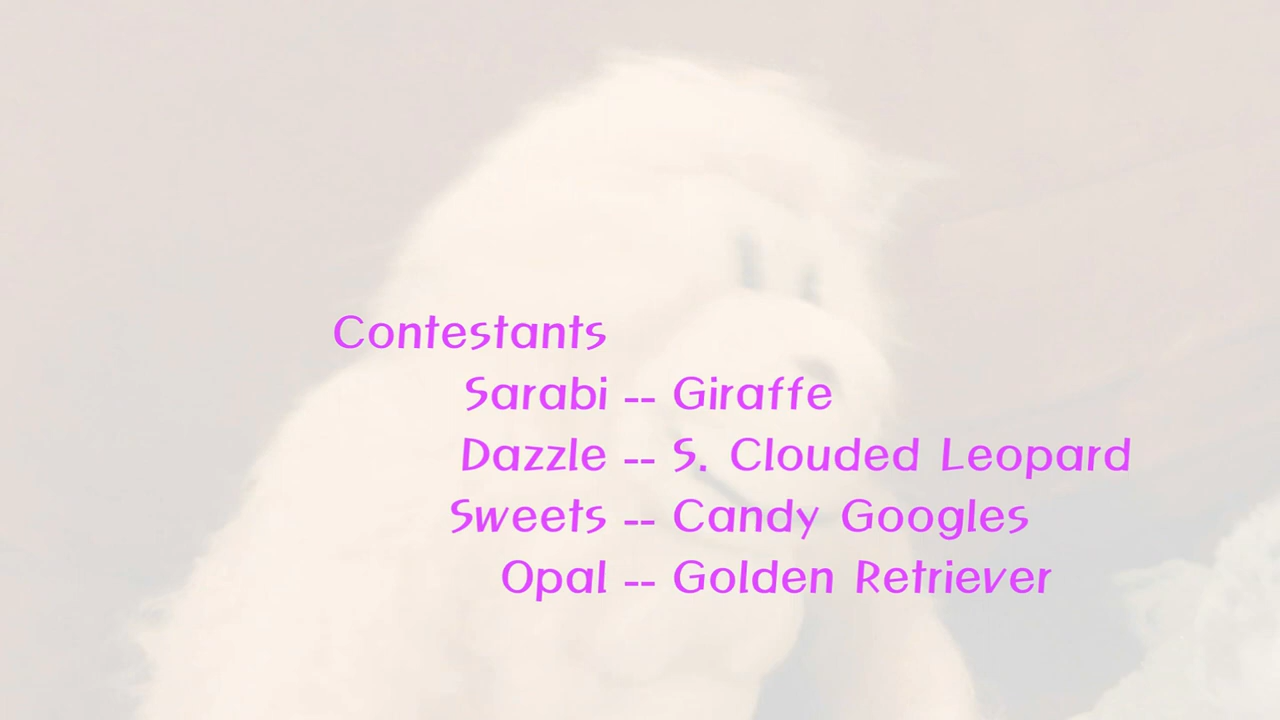 Contestants
Sarabi -- Giraffe
Dazzle -- S. Clouded Leopard
Sweets -- Candy Googles
Opal -- Golden Retriever